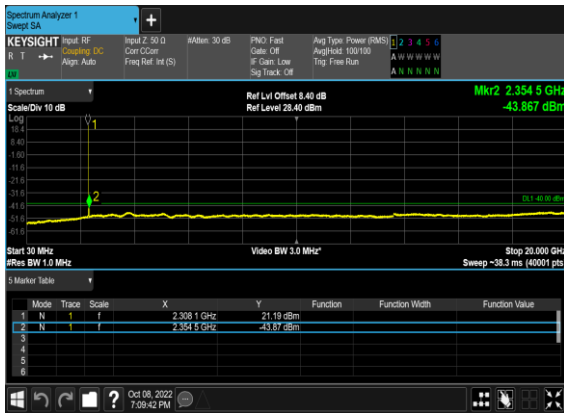 Spectrum Analyzer 1
Swept SA
+
KEYSIGHT
R T
Input: RF
Coupling: DC
Align: Auto
Input Z: 50 Ω
Corr CCorr
Freq Ref: Int (S)
#Atten: 30 dB
PNO: Fast
Gate: Off
IF Gain: Low
Sig Track: Off
Avg Type: Power (RMS)
Avg|Hold: 100/100
Trig: Free Run
1 2 3 4 5 6
A W W W W W
A N N N N N
1 Spectrum
Scale/Div 10 dB
Ref Lvl Offset 8.40 dB
Ref Level 28.40 dBm
Mkr2 2.354 5 GHz
-43.867 dBm
Log
18.4
8.40
-1.60
-11.6
-21.6
-31.6
-41.6
-51.6
-61.6
1
2
DL1 -40.00 dBm
Start 30 MHz
#Res BW 1.0 MHz
Video BW 3.0 MHz*
Stop 20.000 GHz
Sweep ~38.3 ms (40001 pts)
5 Marker Table
Mode Trace Scale X Y Function Function Width Function Value
1 N 1 f 2.308 1 GHz 21.19 dBm
2 N 1 f 2.354 5 GHz -43.87 dBm
3
4
5
6
?
Oct 08, 2022
7:09:42 PM